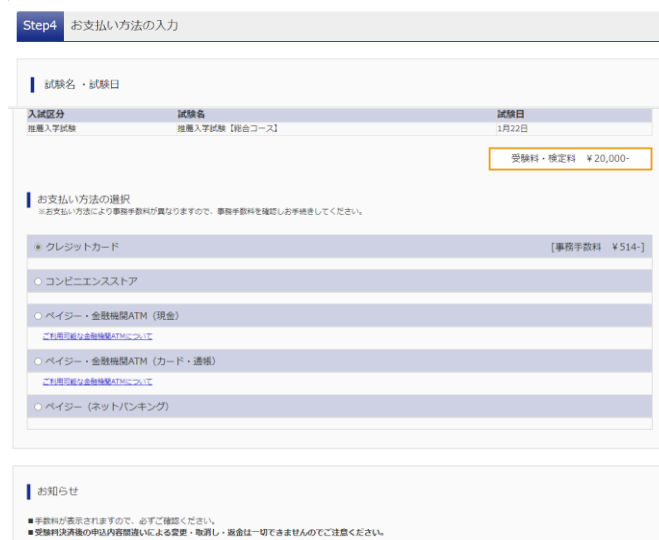 Step4 お支払い方法の入力
試験名・試験日
入試区分 試験名 試験日
推薦入学試験 推薦入学試験【総合コース】 1月22日
受験料・検定料 ¥20,000-
お支払い方法の選択
※お支払い方法により事務手数料が異なりますので、事務手数料を確認しお手続きしてください。
クレジットカード [事務手数料 ¥514-]
コンビニエンスストア
ペイジー・金融機関ATM（現金）
ご利用可能な金融機関ATMについて
ペイジー・金融機関ATM（カード・通帳）
ご利用可能な金融機関ATMについて
ペイジー（ネットバンキング）
お知らせ
■手数料が表示されますので、必ずご確認ください。
■受験料決済後の申込内容間違いによる変更・取消し・返金は一切できませんのでご注意ください。